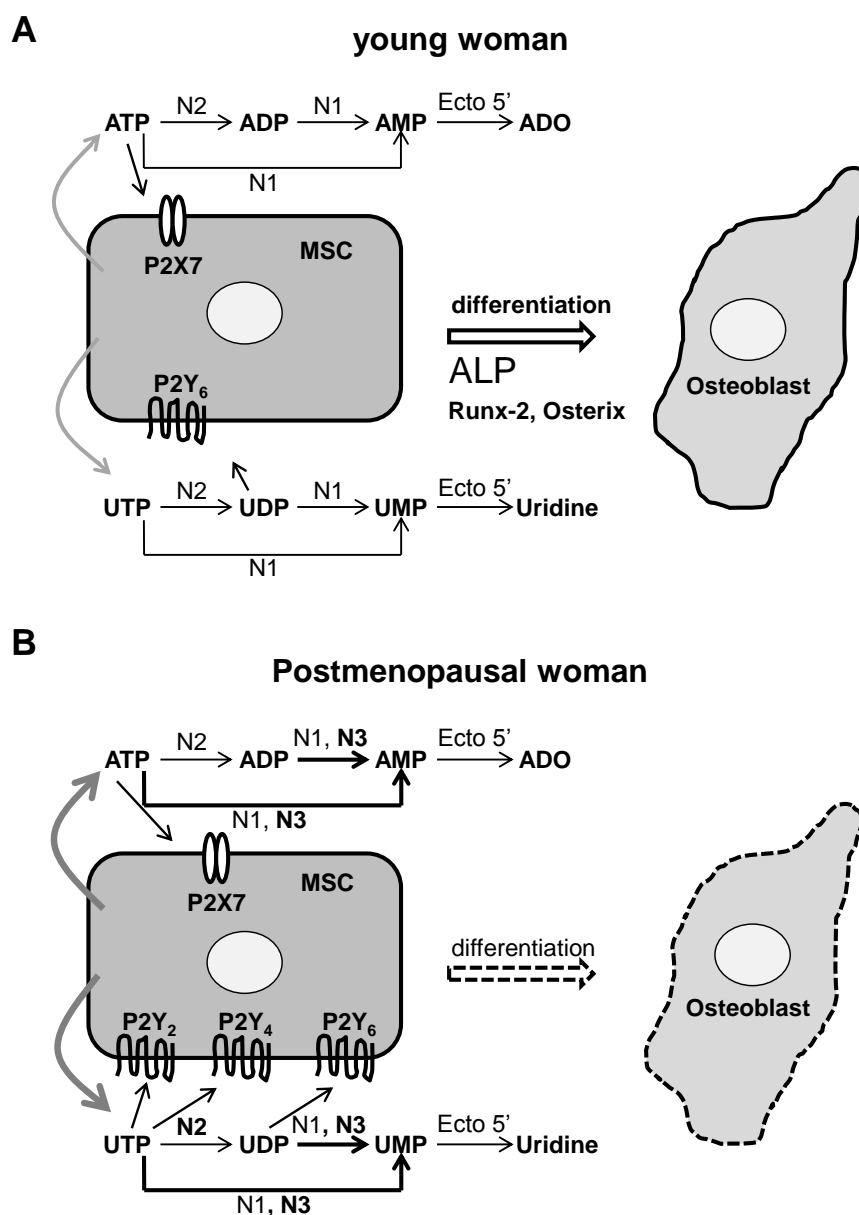 A
young woman
N2 N1 Ecto 5’
ATP ADP AMP ADO
N1
MSC
P2X7
differentiation
ALP
Runx-2, Osterix
Osteoblast
P2Y6
N2 N1 Ecto 5’
UTP UDP UMP Uridine
N1
B
Postmenopausal woman
N2 N1, N3 Ecto 5’
ATP ADP AMP ADO
N1, N3
MSC
P2X7
differentiation
Osteoblast
P2Y2 P2Y4 P2Y6
N2 N1, N3 Ecto 5’
UTP UDP UMP Uridine
N1, N3